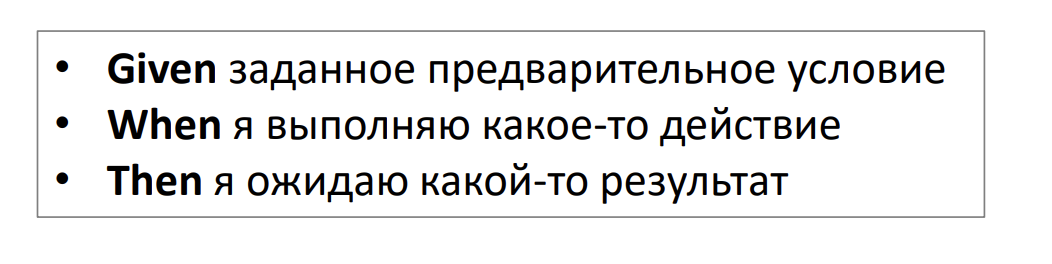 • Given заданное предварительное условие
• When я выполняю какое-то действие
• Then я ожидаю какой-то результат